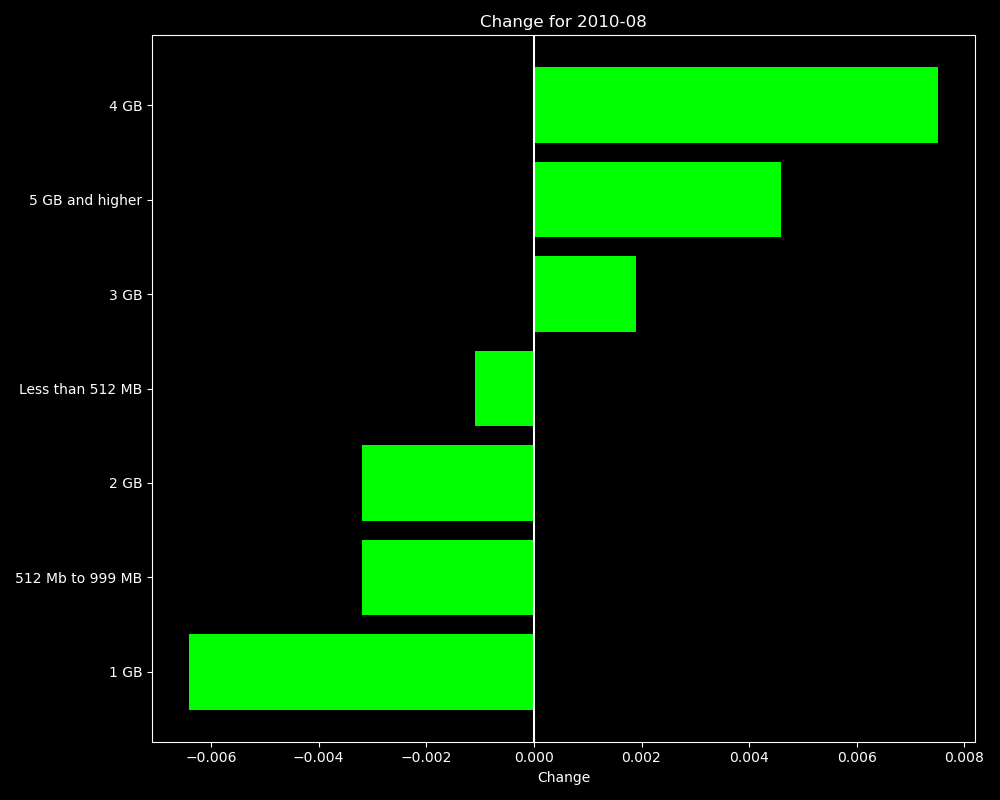 Change for 2010-08
4 GB
5 GB and higher
3 GB
Less than 512 MB
2 GB
512 Mb to 999 MB
1 GB
−0.006 −0.004 −0.002 0.000 0.002 0.004 0.006 0.008
Change